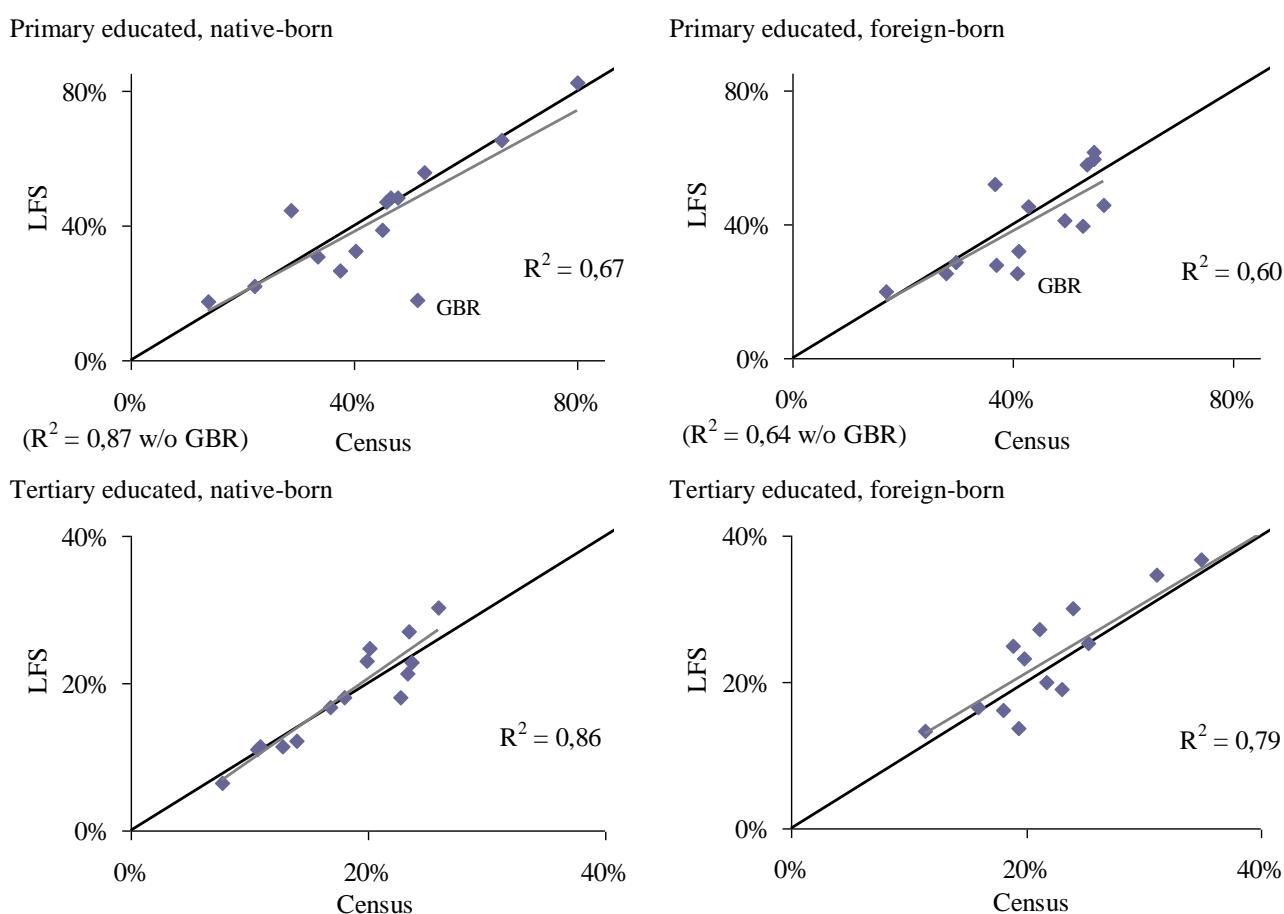 Primary educated, native-born
80%
LFS
40%
R² = 0,67
GBR
0%
0% 40% 80%
(R² = 0,87 w/o GBR) Census
Primary educated, foreign-born
80%
LFS
40%
R² = 0,60
GBR
0%
0% 40% 80%
(R² = 0,64 w/o GBR) Census
Tertiary educated, native-born
40%
LFS
20%
R² = 0,86
0%
0% 20% 40%
Census
Tertiary educated, foreign-born
40%
LFS
20%
R² = 0,79
0%
0% 20% 40%
Census